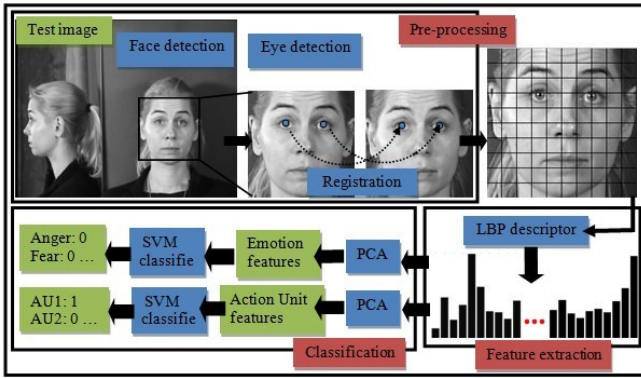 Test image
Face detection
Eye detection
Pre-processing
Registration
LBP descriptor
Anger: 0
Fear: 0 ...
SVM
classifie
Emotion
features
PCA
AU1: 1
AU2: 0 ...
SVM
classifie
Action Unit
features
PCA
Classification
Feature extraction